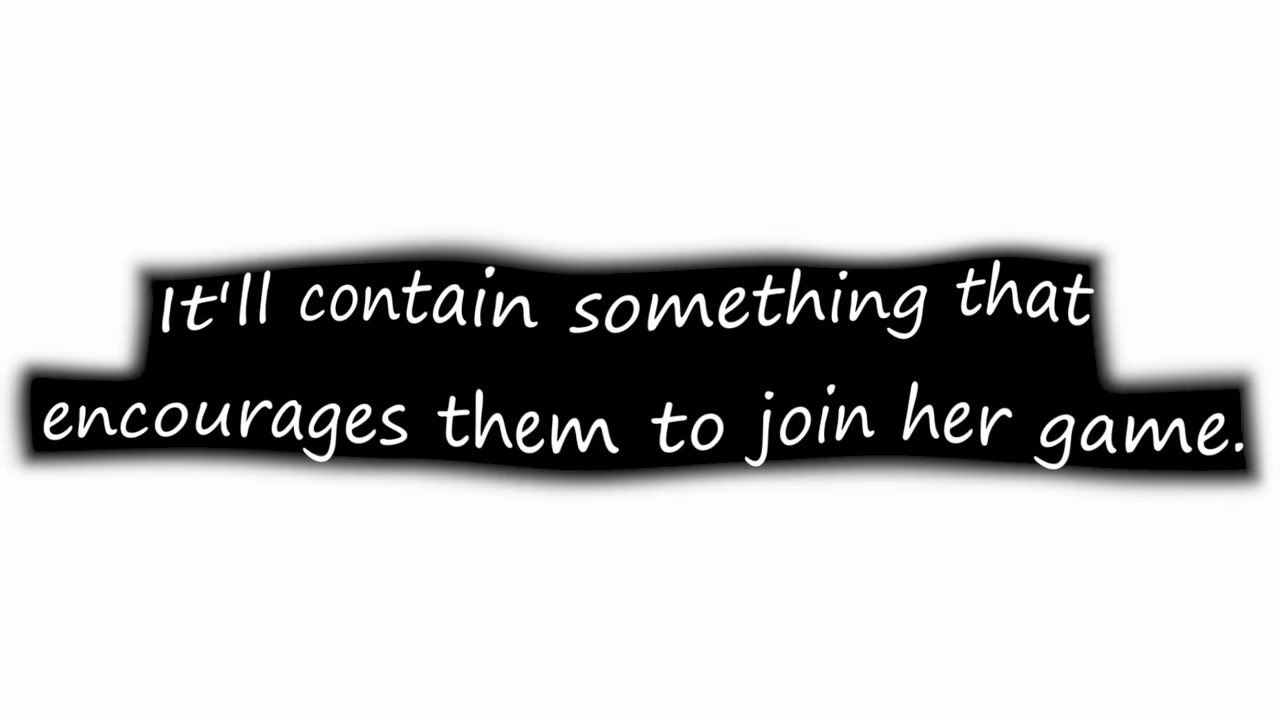 It'll contain something that
encourages them to join her game.